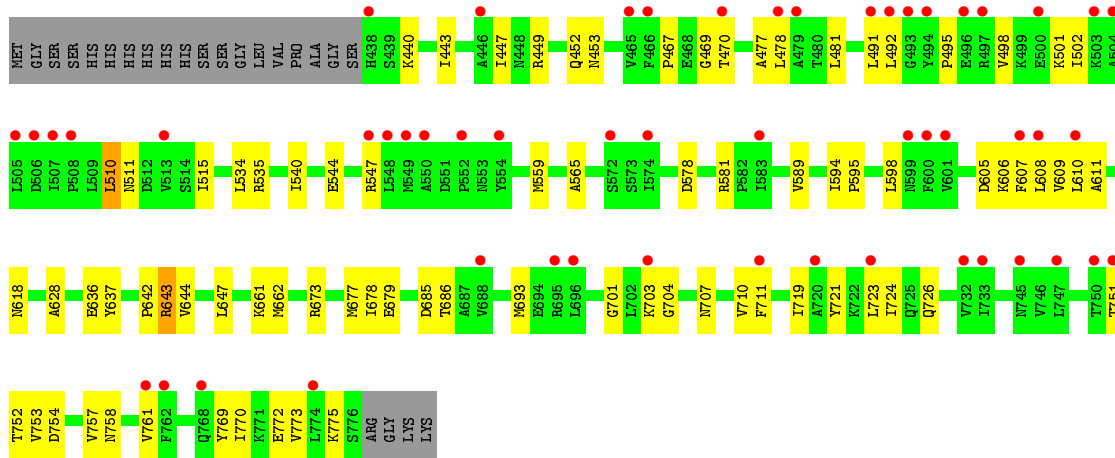 MET GLY SER SER HIS HIS HIS HIS HIS HIS SER SER GLY LEU VAL PRO ALA GLY SER H438 S439 K440 I443 A446 I447 N448 R449 Q452 N453 V465 F466 P467 E468 G469 T470 A477 L478 A479 T480 L481 L491 L492 G493 Y494 P495 E496 R497 V498 K499 E500 K501 I502 K503 A504
L505 D506 I507 P508 L509 L510 N511 D512 V513 S514 I515 L534 R535 I540 E544 R547 L548 M549 A550 D551 P552 N553 Y554 M559 A565 S572 S573 I574 D578 R581 P582 I583 V589 I594 P595 L598 N599 F600 V601 D605 K606 F607 L608 V609 L610 A611
N618 A628 E636 Y637 P642 R643 V644 L647 K661 M662 R673 M677 I678 E679 D685 T686 A687 V688 M693 E694 R695 L696 G701 L702 K703 G704 N707 V710 F711 I719 A720 Y721 K722 L723 I724 Q725 Q726 V732 I733 N745 V746 L747 T750 T751
T752 V753 D754 V757 N758 V761 F762 Q768 Y769 I770 K771 E772 V773 L774 K775 S776 ARG GLY LYS LYS